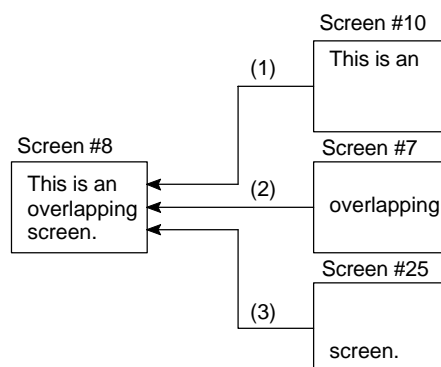 Screen #10
This is an
(1)
Screen #8
This is an
overlapping
screen.
Screen #7
(2)
overlapping
Screen #25
(3)
screen.